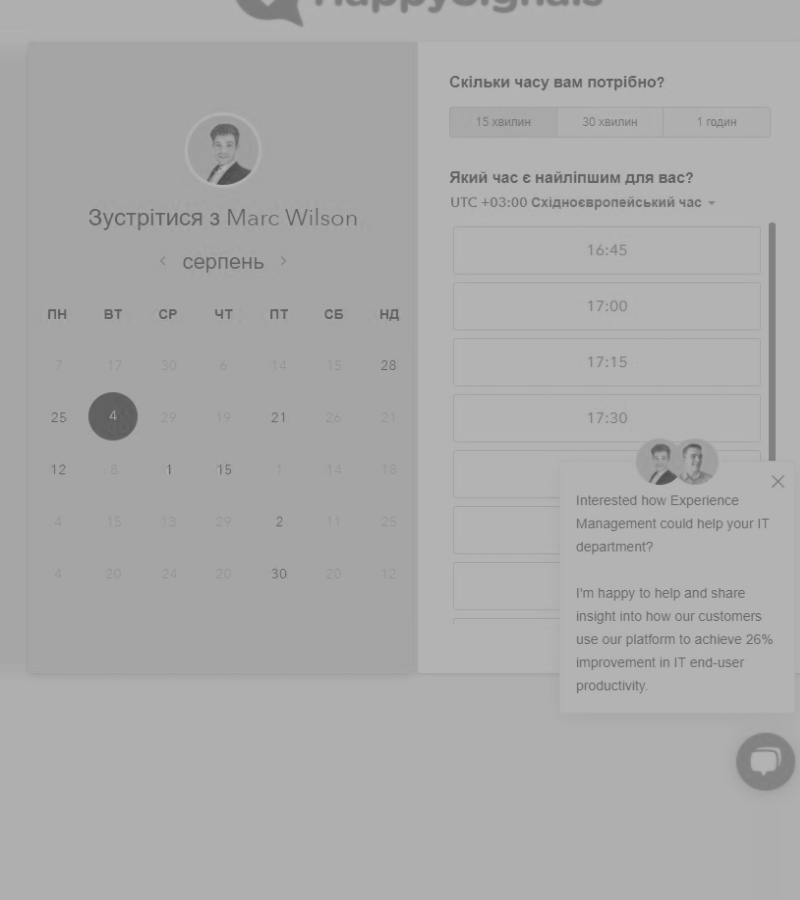 HappySignals
Зустрітися з Marc Wilson
серпень
ПН ВТ СР ЧТ ПТ СБ НД
7 17 30 6 14 15 28
25 4 29 19 21 26 21
12 8 1 15 1 14 18
4 15 13 29 2 11 25
4 20 24 20 30 20 12
Скільки часу вам потрібно?
15 хвилин 30 хвилин 1 годин
Який час є найліпшим для вас?
UTC +03:00 Східноєвропейський час
16:45
17:00
17:15
17:30
Interested how Experience
Management could help your IT
department?
I'm happy to help and share
insight into how our customers
use our platform to achieve 26%
improvement in IT end-user
productivity.